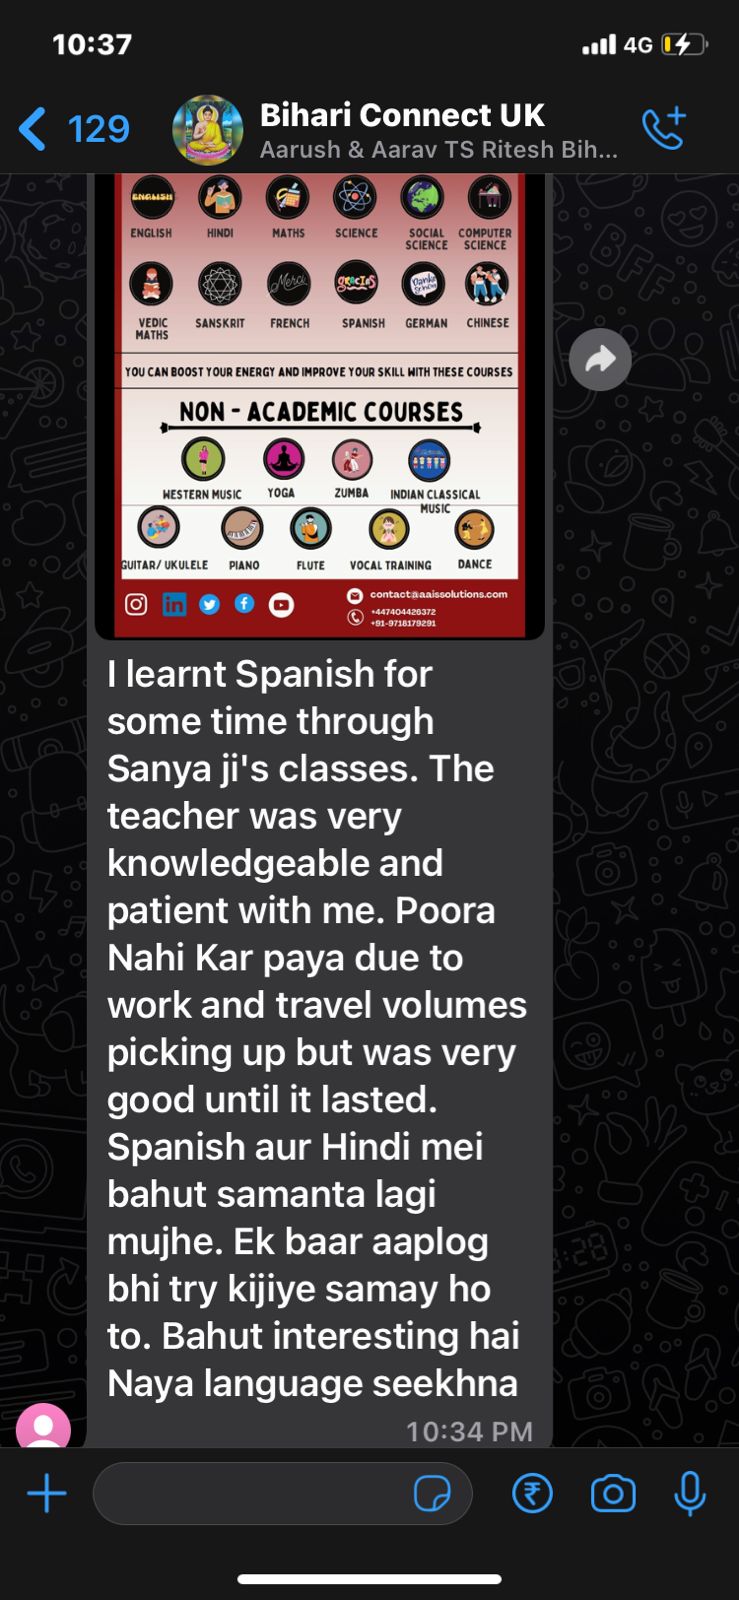 10:37
4G
129
Bihari Connect UK
Aarush & Aarav TS Ritesh Bih...
ENGLISH
ENGLISH HINDI MATHS SCIENCE SOCIAL SCIENCE COMPUTER SCIENCE
Merci gracias Danke Schön
VEDIC MATHS SANSKRIT FRENCH SPANISH GERMAN CHINESE
YOU CAN BOOST YOUR ENERGY AND IMPROVE YOUR SKILL WITH THESE COURSES
NON - ACADEMIC COURSES
WESTERN MUSIC YOGA ZUMBA INDIAN CLASSICAL MUSIC
GUITAR/ UKULELE PIANO FLUTE VOCAL TRAINING DANCE
in
contact@aaissolutions.com
+447404426372
+91-9718179291
I learnt Spanish for
some time through
Sanya ji's classes. The
teacher was very
knowledgeable and
patient with me. Poora
Nahi Kar paya due to
work and travel volumes
picking up but was very
good until it lasted.
Spanish aur Hindi mei
bahut samanta lagi
mujhe. Ek baar aaplog
bhi try kijiye samay ho
to. Bahut interesting hai
Naya language seekhna
10:34 PM